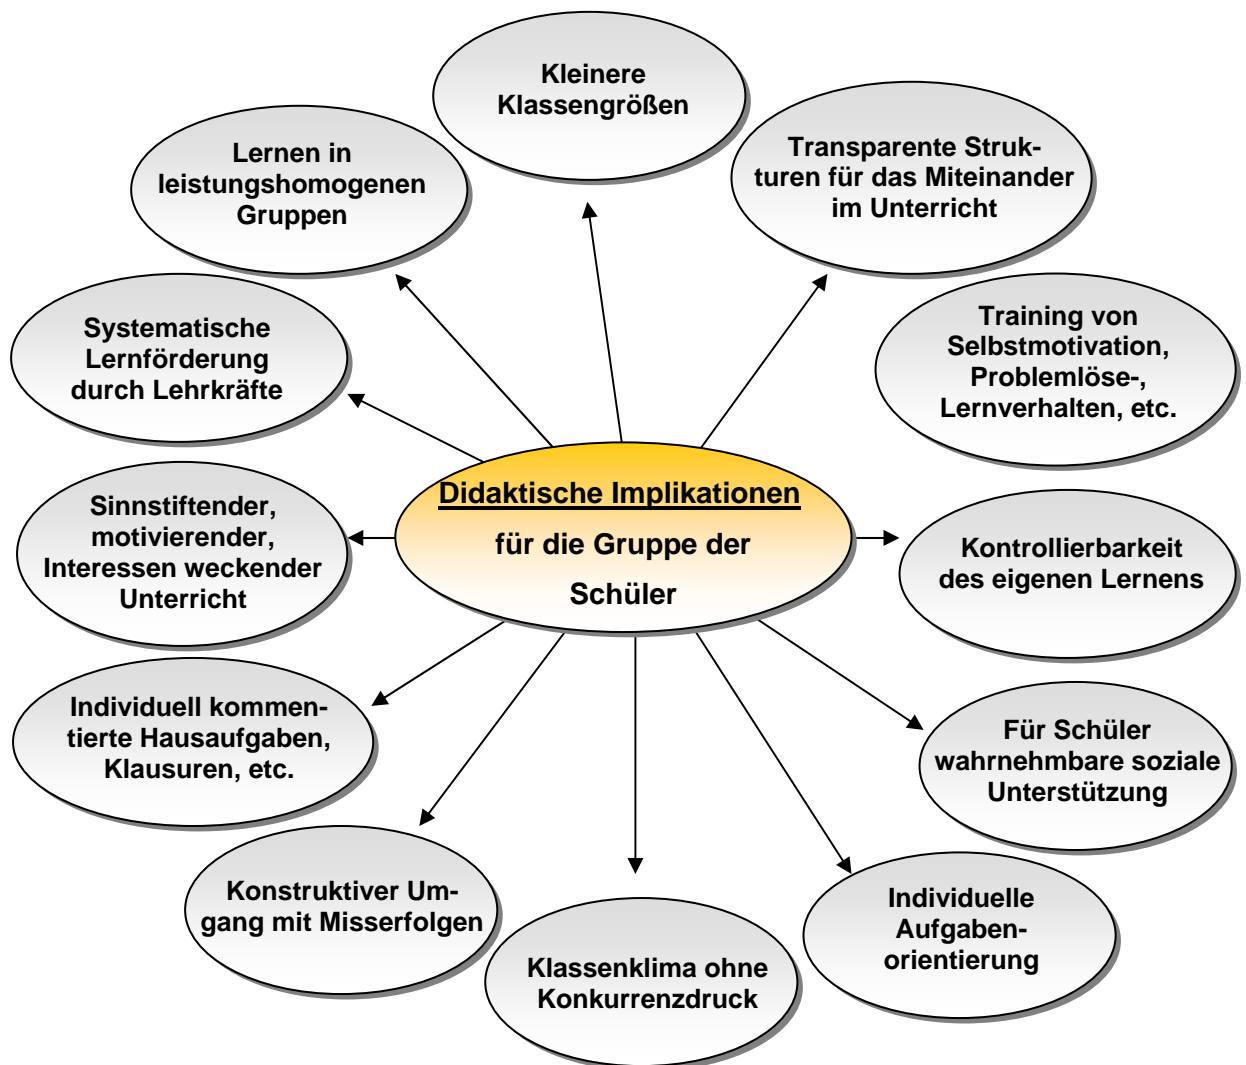 Kleinere
Klassengrößen
Lernen in
leistungshomogenen
Gruppen
Transparente Struk-
turen für das Miteinander
im Unterricht
Systematische
Lernförderung
durch Lehrkräfte
Training von
Selbstmotivation,
Problemlöse-,
Lernverhalten, etc.
Didaktische Implikationen
für die Gruppe der
Schüler
Sinnstiftender,
motivierender,
Interessen weckender
Unterricht
Kontrollierbarkeit
des eigenen Lernens
Individuell kommen-
tierte Hausaufgaben,
Klausuren, etc.
Für Schüler
wahrnehmbare soziale
Unterstützung
Konstruktiver Um-
gang mit Misserfolgen
Individuelle
Aufgaben-
orientierung
Klassenklima ohne
Konkurrenzdruck